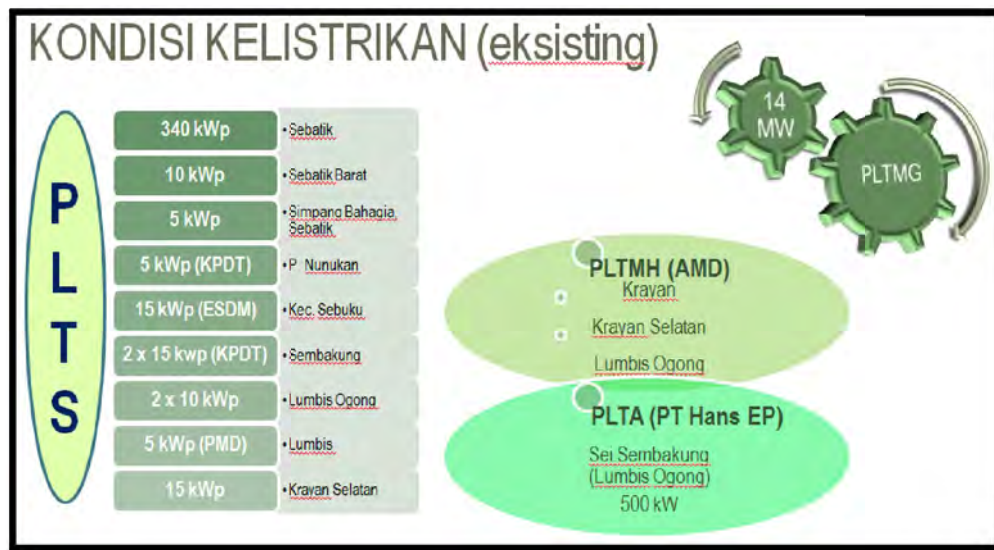 KONDISI KELISTRIKAN (eksisting)
14
MW
PLTMG
P
L
T
S
340 kWp
• Sebatik
10 kWp
• Sebatik Barat
5 kWp
• Simpang Bahagia,
Sebatik
5 kWp (KPDT)
• P Nunukan
15 kWp (ESDM)
• Kec. Sebuku
2 x 15 kwp (KPDT)
• Sembakung
2 x 10 kWp
• Lumbis Ogong
5 kWp (PMD)
• Lumbis
15 kWp
• Krayan Selatan
PLTMH (AMD)
Krayan
Krayan Selatan
Lumbis Ogong
PLTA (PT Hans EP)
Sei Sembakung
(Lumbis Ogong)
500 kW